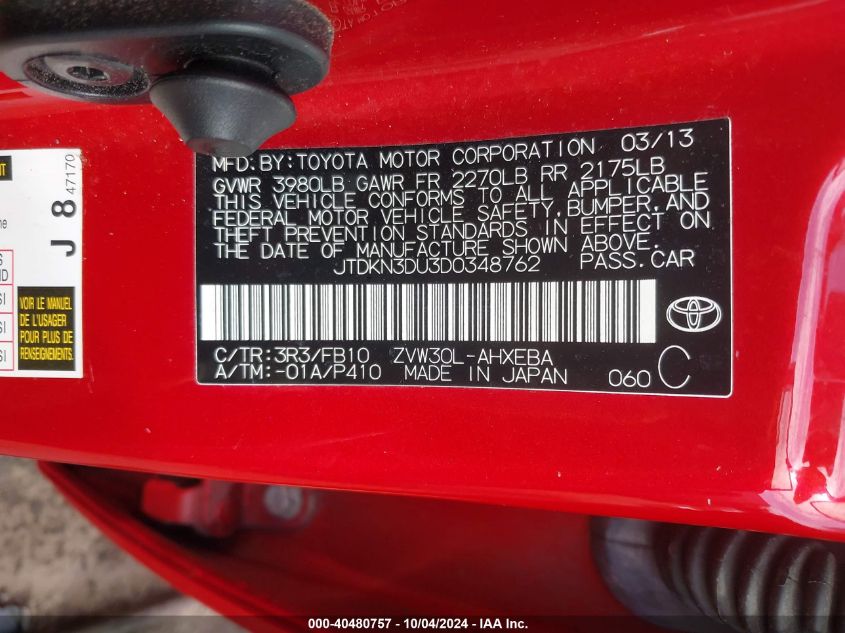 MFD. BY: TOYOTA MOTOR CORPORATION 03/13
GVWR 3980LB GAWR FR 2270LB RR 2175LB
THIS VEHICLE CONFORMS TO ALL APPLICABLE
FEDERAL MOTOR VEHICLE SAFETY, BUMPER, AND
THEFT PREVENTION STANDARDS IN EFFECT ON
THE DATE OF MANUFACTURE SHOWN ABOVE.
JTDKN3DU3D0348762 PASS. CAR
C/TR: 3R3/FB10 ZVW30L-AHXEBA
A/TM: -01A/P410 MADE IN JAPAN 060 C
J 8 47170
VOIR LE MANUEL
DE L'USAGER
POUR PLUS DE
RENSEIGNEMENTS
000-40480757 - 10/04/2024 - IAA Inc.